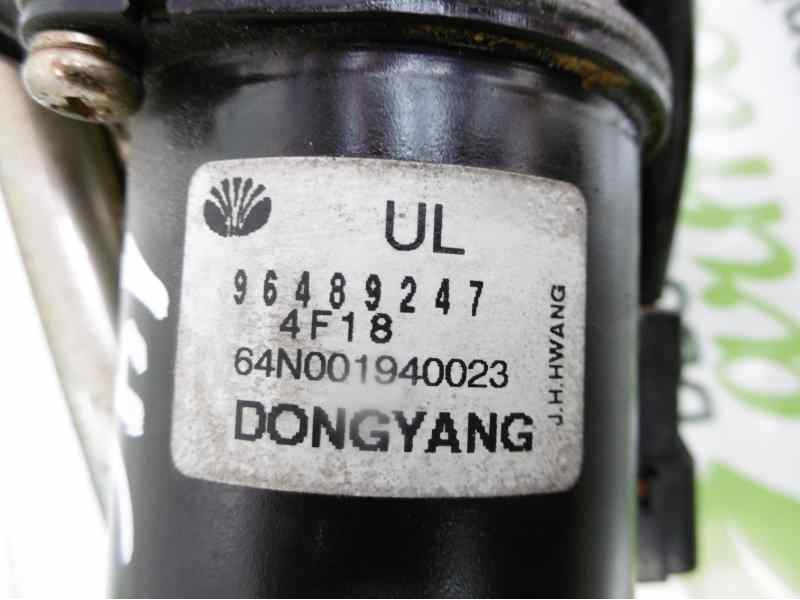 UL
96489247
4F18
64N001940023
DONGYANG
J.H.HWANG